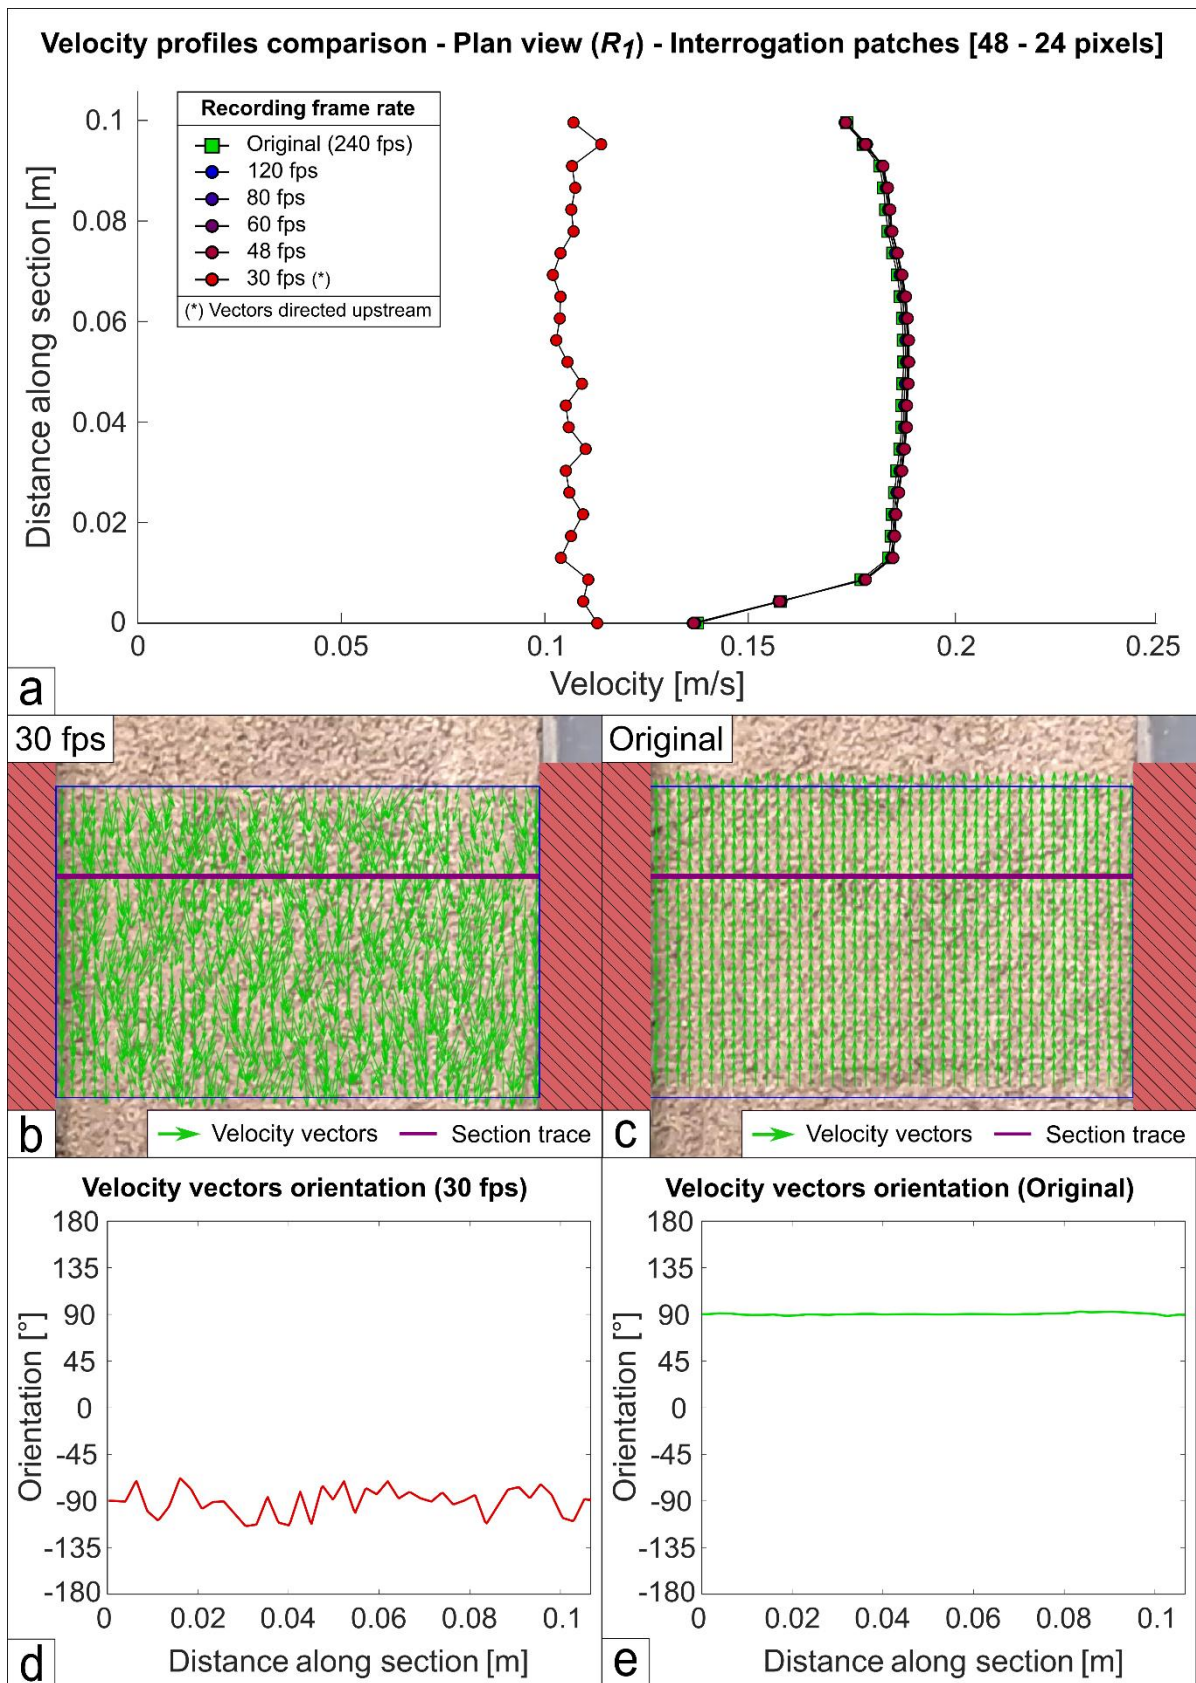 Velocity profiles comparison - Plan view (R1) - Interrogation patches [48 - 24 pixels]
Recording frame rate
Original (240 fps)
120 fps
80 fps
60 fps
48 fps
30 fps (*)
(*) Vectors directed upstream
Distance along section [m]
0.1
0.08
0.06
0.04
0.02
0
0 0.05 0.1 0.15 0.2 0.25
Velocity [m/s]
a
30 fps
Original
b
Velocity vectors Section trace
c
Velocity vectors Section trace
Velocity vectors orientation (30 fps)
Orientation [°]
180
135
90
45
0
-45
-90
-135
-180
0 0.02 0.04 0.06 0.08 0.1
Distance along section [m]
d
Velocity vectors orientation (Original)
Orientation [°]
180
135
90
45
0
-45
-90
-135
-180
0 0.02 0.04 0.06 0.08 0.1
Distance along section [m]
e